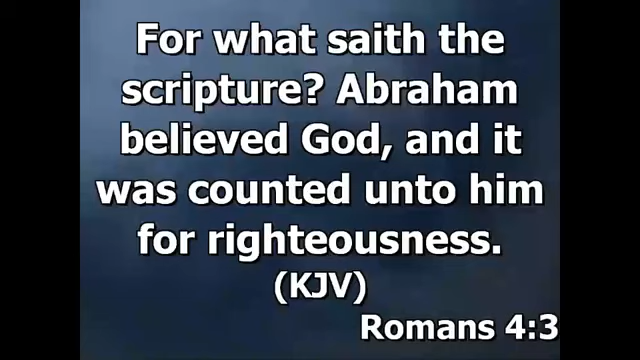 For what saith the
scripture? Abraham
believed God, and it
was counted unto him
for righteousness.
(KJV)
Romans 4:3